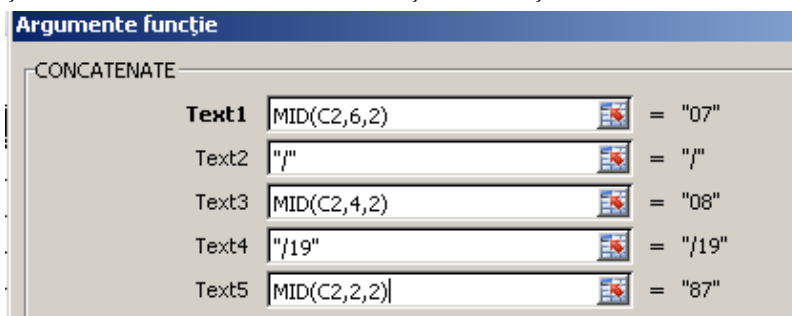 Argumente funcţie
CONCATENATE
Text1 MID(C2,6,2) = "07"
Text2 "/" = "/"
Text3 MID(C2,4,2) = "08"
Text4 "/19" = "/19"
Text5 MID(C2,2,2) = "87"